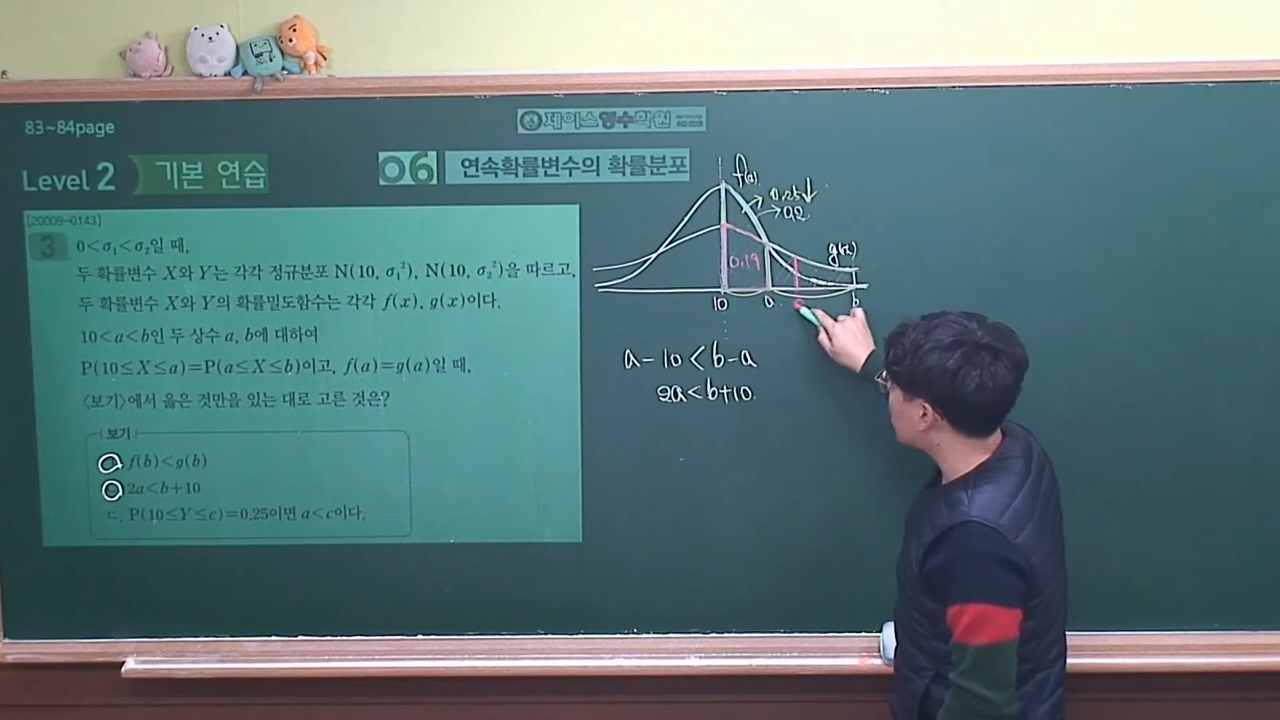 83~84page
제이스영수학원
Level 2 기본 연습
06 연속확률변수의 확률분포
[20009-0143]
3 0<σ₁<σ₂일 때,
두 확률변수 X와 Y는 각각 정규분포 N(10, σ₁²), N(10, σ₂²)을 따르고,
두 확률변수 X와 Y의 확률밀도함수는 각각 f(x), g(x)이다.
10<a<b인 두 상수 a, b에 대하여
P(10≤X≤a)=P(a≤X≤b)이고, f(a)=g(a)일 때,
〈보기〉에서 옳은 것만을 있는 대로 고른 것은?
보기
f(b)<g(b)
2a<b+10
ㄷ. P(10≤Y≤c)=0.25이면 a<c이다.
f(x)
0.25↓
0.2
g(x)
0.19
10 a b
a-10<b-a
2a<b+10.